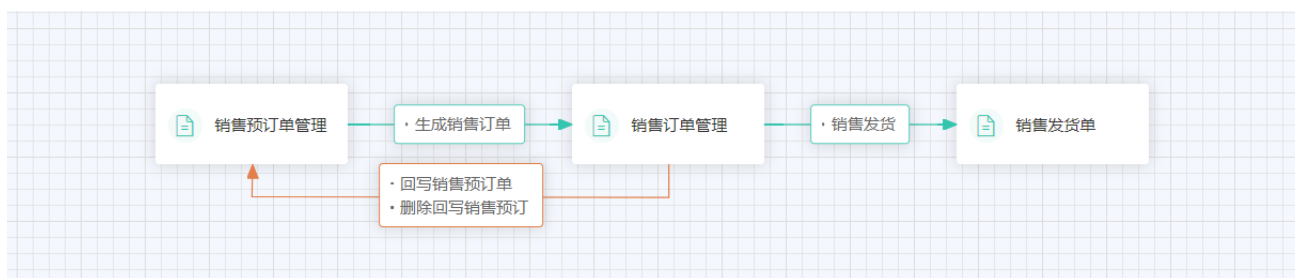 销售预订单管理
· 生成销售订单
销售订单管理
· 销售发货
销售发货单
· 回写销售预订单
· 删除回写销售预订